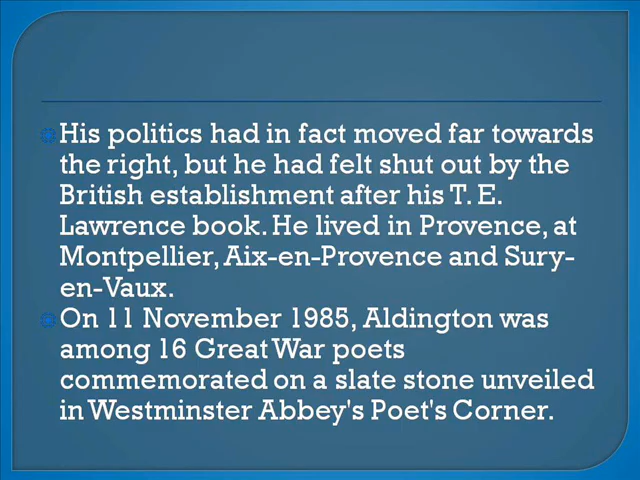 His politics had in fact moved far towards
the right, but he had felt shut out by the
British establishment after his T. E.
Lawrence book. He lived in Provence, at
Montpellier, Aix-en-Provence and Sury-
en-Vaux.
On 11 November 1985, Aldington was
among 16 Great War poets
commemorated on a slate stone unveiled
in Westminster Abbey's Poet's Corner.